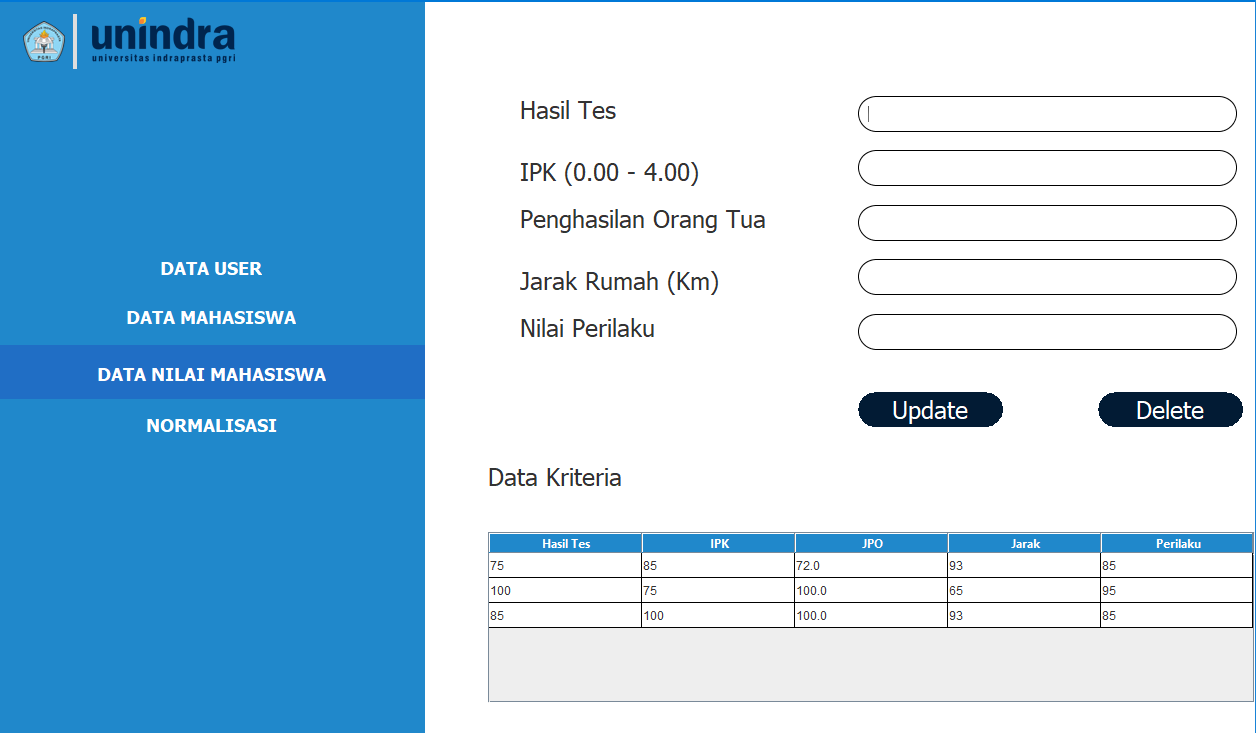 unindra
universitas indraprasta pgri
PGRI
DATA USER
DATA MAHASISWA
DATA NILAI MAHASISWA
NORMALISASI
Hasil Tes
IPK (0.00 - 4.00)
Penghasilan Orang Tua
Jarak Rumah (Km)
Nilai Perilaku
Update Delete
Data Kriteria
Hasil Tes IPK JPO Jarak Perilaku
75 85 72.0 93 85
100 75 100.0 65 95
85 100 100.0 93 85